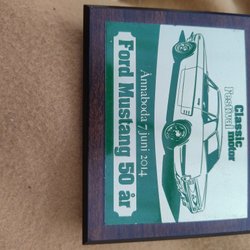 Classic
Festival motor
Annaboda 7 juni 2014
Ford Mustang 50 år